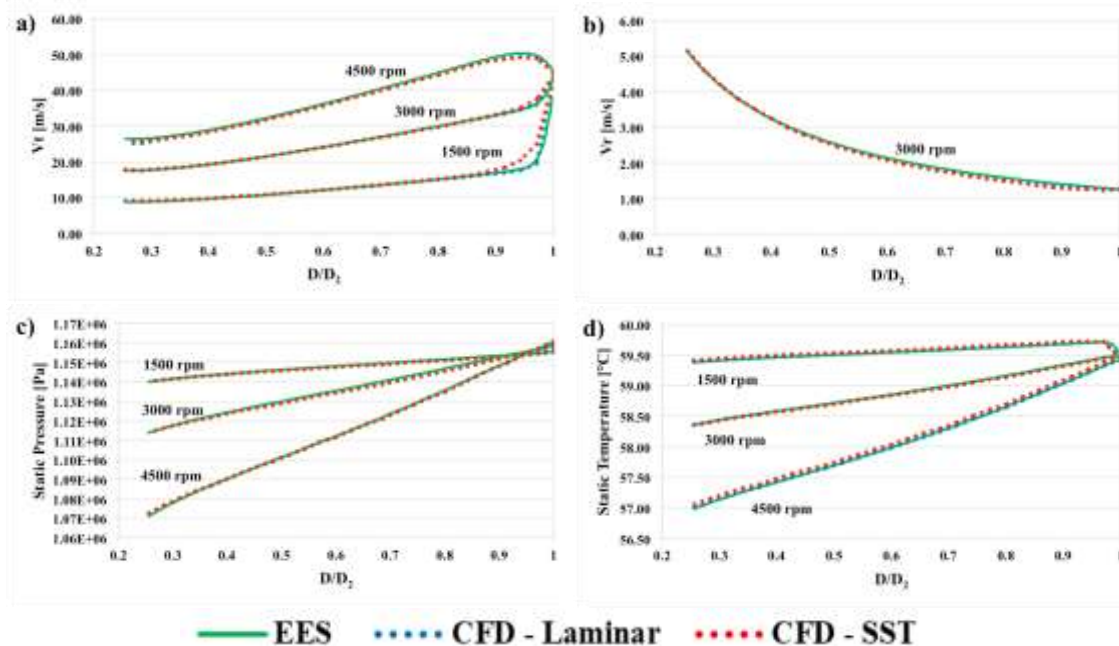 a)
60.00
50.00
40.00
30.00
20.00
10.00
0.00
Vt [m/s]
4500 rpm
3000 rpm
1500 rpm
0.2 0.3 0.4 0.5 0.6 0.7 0.8 0.9 1
D/D2
b)
6.00
5.00
4.00
3.00
2.00
1.00
0.00
Vr [m/s]
3000 rpm
0.2 0.3 0.4 0.5 0.6 0.7 0.8 0.9 1
D/D2
c)
1.17E+06
1.16E+06
1.15E+06
1.14E+06
1.13E+06
1.12E+06
1.11E+06
1.10E+06
1.09E+06
1.08E+06
1.07E+06
1.06E+06
Static Pressure [Pa]
1500 rpm
3000 rpm
4500 rpm
0.2 0.3 0.4 0.5 0.6 0.7 0.8 0.9 1
D/D2
d)
60.00
59.50
59.00
58.50
58.00
57.50
57.00
56.50
Static Temperature [°C]
1500 rpm
3000 rpm
4500 rpm
0.2 0.3 0.4 0.5 0.6 0.7 0.8 0.9 1
D/D2
EES CFD - Laminar CFD - SST